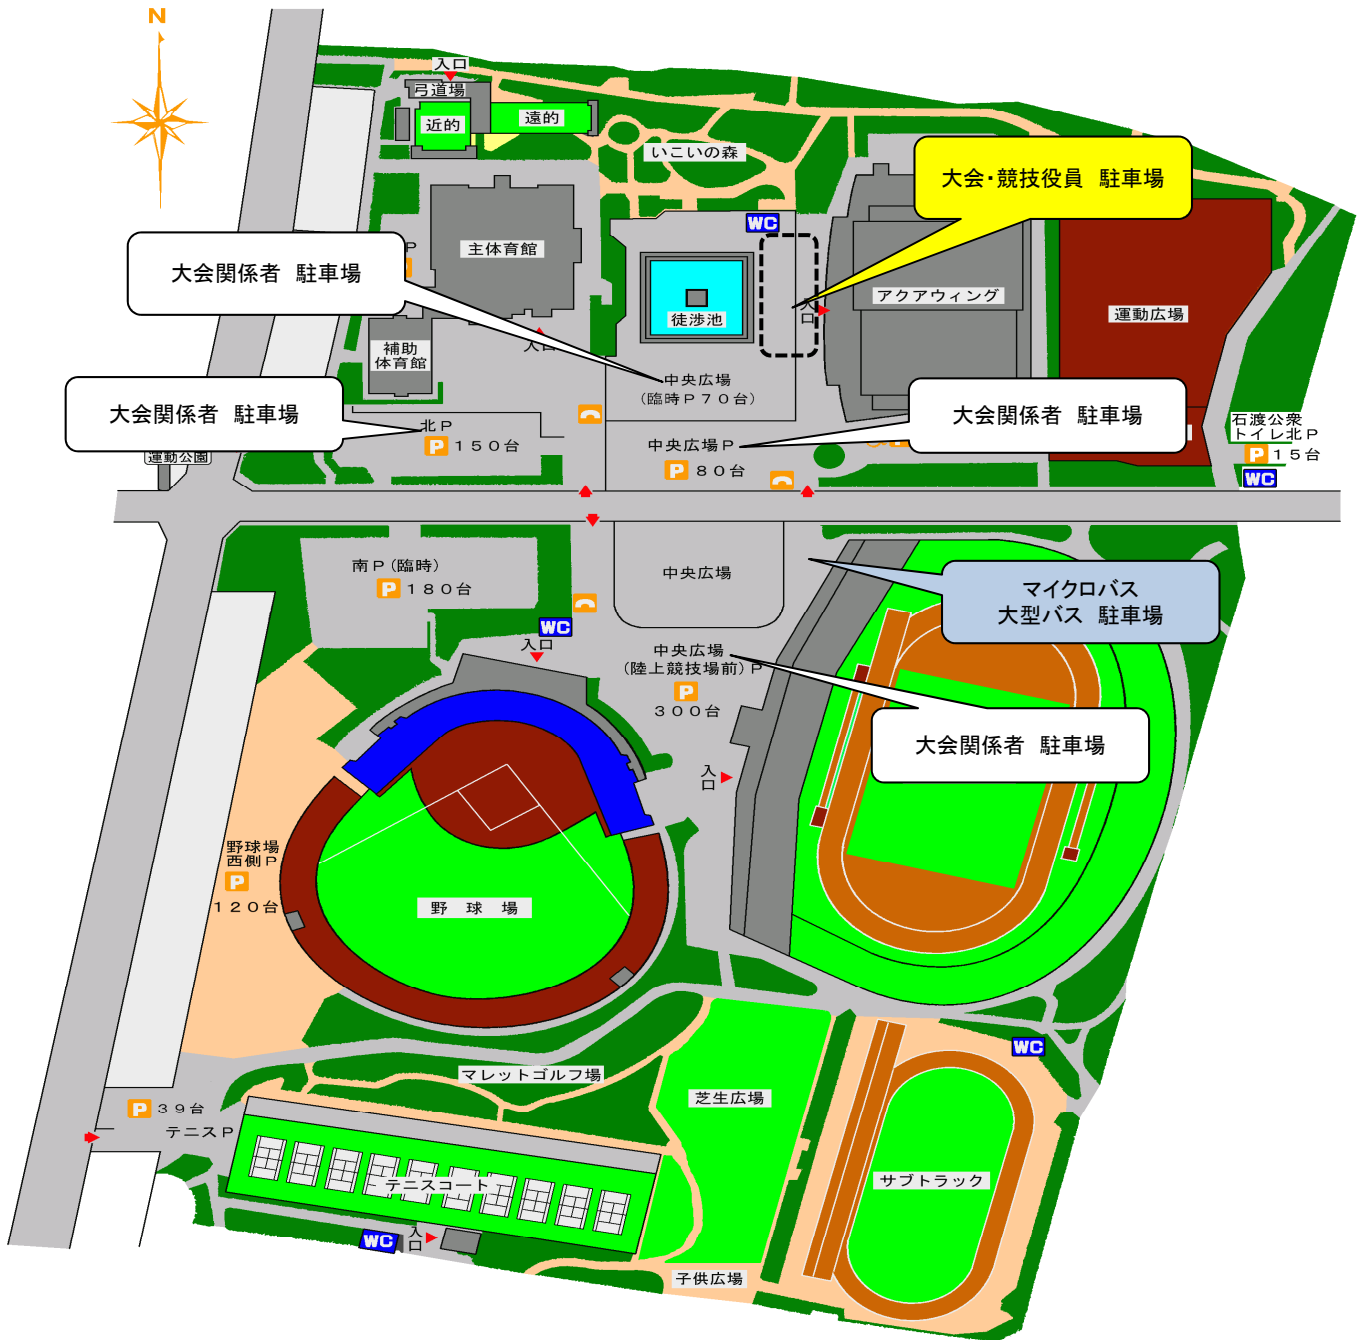 N
入口
弓道場
近的
遠的
いこいの森
大会・競技役員 駐車場
WC
主体育館
P
大会関係者 駐車場
徒渉池
アクアウィング
入口
運動広場
入口
補助
体育館
中央広場
(臨時P70台)
大会関係者 駐車場
大会関係者 駐車場
北P
P 150台
中央広場P
P 80台
石渡公衆
トイレ北P
P 15台
WC
運動公園
南P(臨時)
P 180台
中央広場
マイクロバス
大型バス 駐車場
WC
入口
中央広場
(陸上競技場前)P
P
300台
大会関係者 駐車場
入口
野球場
西側P
P
120台
野球場
WC
マレットゴルフ場
芝生広場
P 39台
テニスP
テニスコート
サブトラック
WC
入口
子供広場